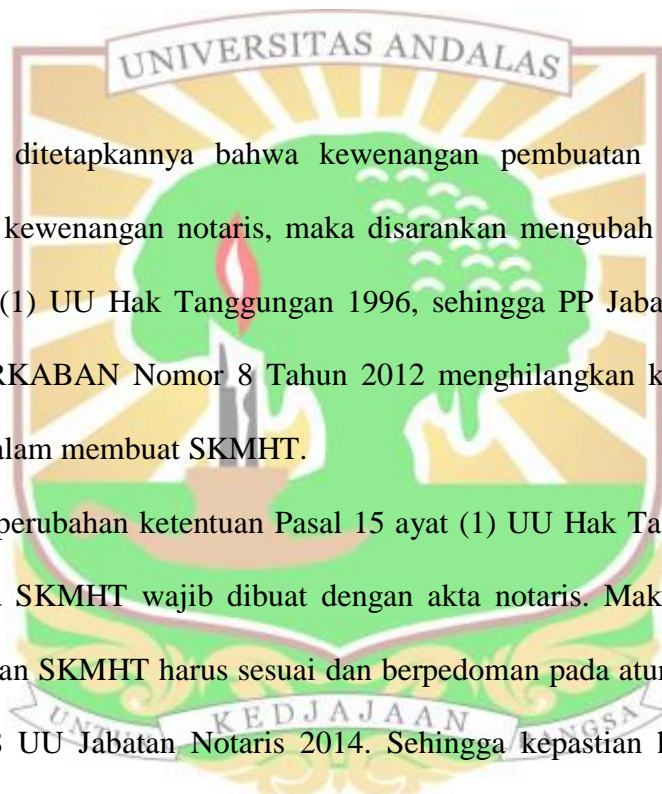 UNIVERSITAS ANDALAS
ditetapkannya bahwa kewenangan pembuatan
kewenangan notaris, maka disarankan mengubah
(1) UU Hak Tanggungan 1996, sehingga PP Jaba
RKABAN Nomor 8 Tahun 2012 menghilangkan k
alam membuat SKMHT.
perubahan ketentuan Pasal 15 ayat (1) UU Hak Ta
SKMHT wajib dibuat dengan akta notaris. Mak
an SKMHT harus sesuai dan berpedoman pada atu
UNTUK KEDJAJAAN BANGSA
UU Jabatan Notaris 2014. Sehingga kepastian